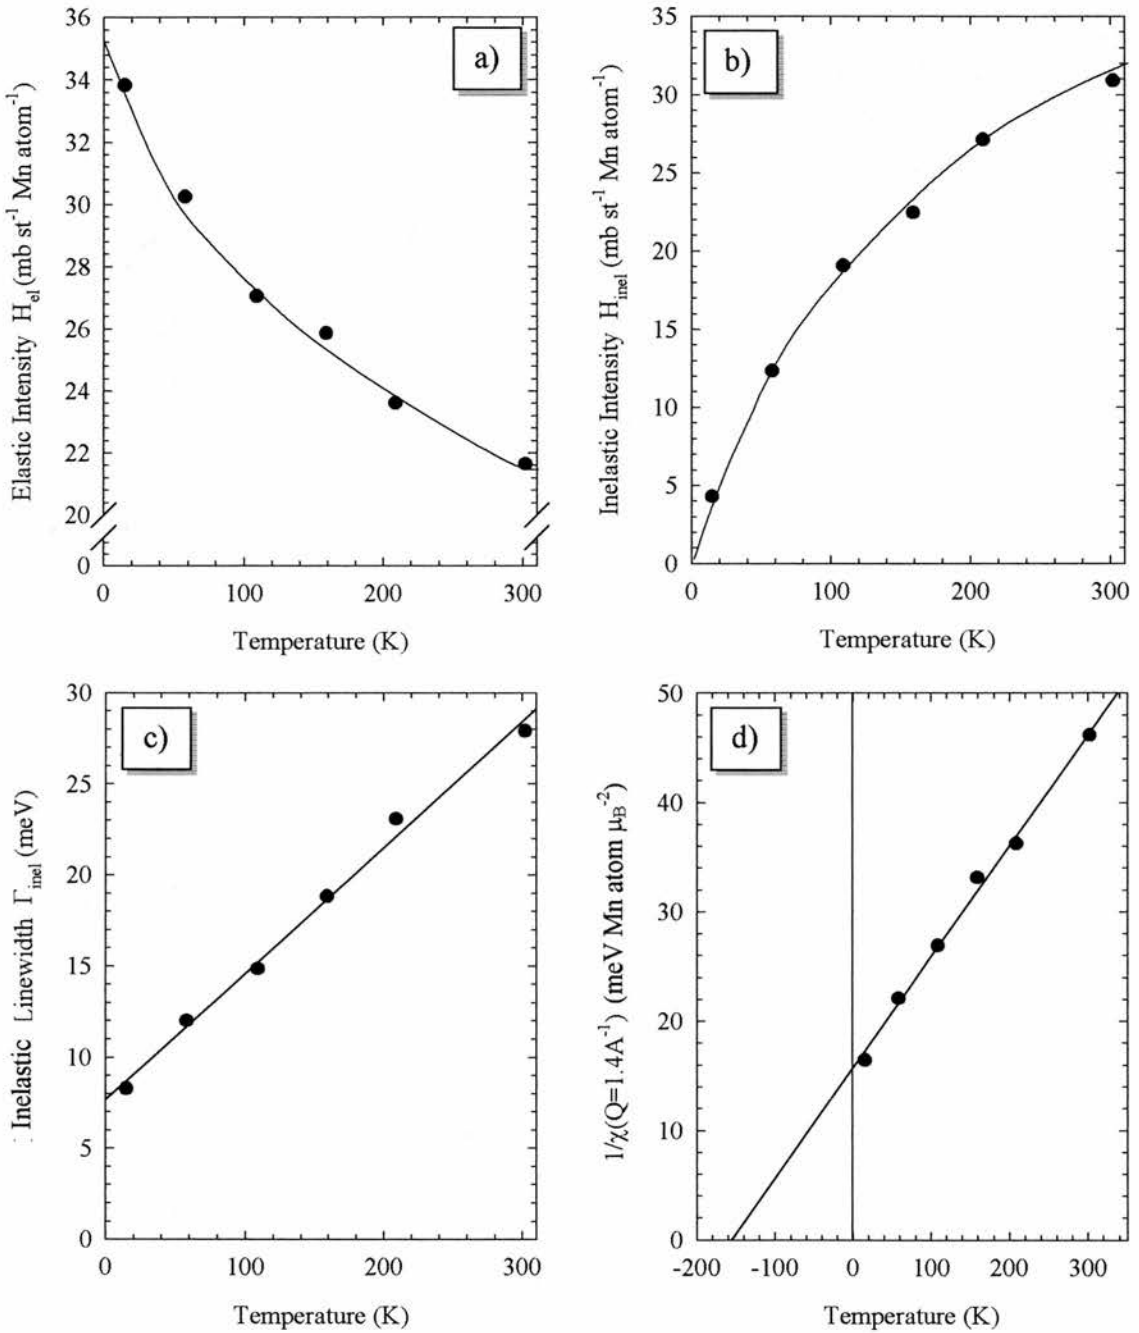 a)
Elastic Intensity H_el (mb st⁻¹ Mn atom⁻¹)
36
34
32
30
28
26
24
22
20
0
0 100 200 300
Temperature (K)
b)
Inelastic Intensity H_inel (mb st⁻¹ Mn atom⁻¹)
35
30
25
20
15
10
5
0
0 100 200 300
Temperature (K)
c)
Inelastic Linewidth Γ_inel (meV)
30
25
20
15
10
5
0
0 100 200 300
Temperature (K)
d)
1/χ(Q=1.4A⁻¹) (meV Mn atom μ_B⁻²)
50
40
30
20
10
0
-200 -100 0 100 200 300
Temperature (K)